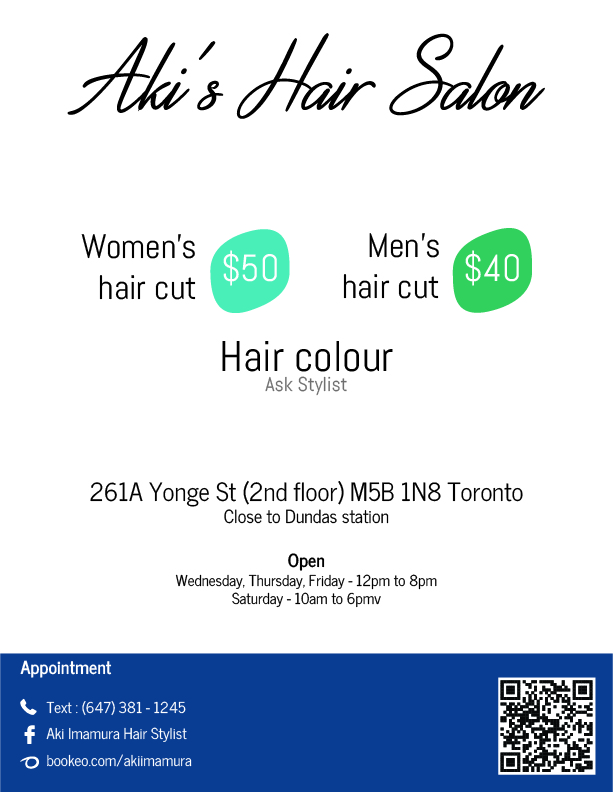 Aki's Hair Salon
Women's
hair cut
$50
Men's
hair cut
$40
Hair colour
Ask Stylist
261A Yonge St (2nd floor) M5B 1N8 Toronto
Close to Dundas station
Open
Wednesday, Thursday, Friday - 12pm to 8pm
Saturday - 10am to 6pmv
Appointment
Text : (647) 381 - 1245
Aki Imamura Hair Stylist
bookeo.com/akiimamura